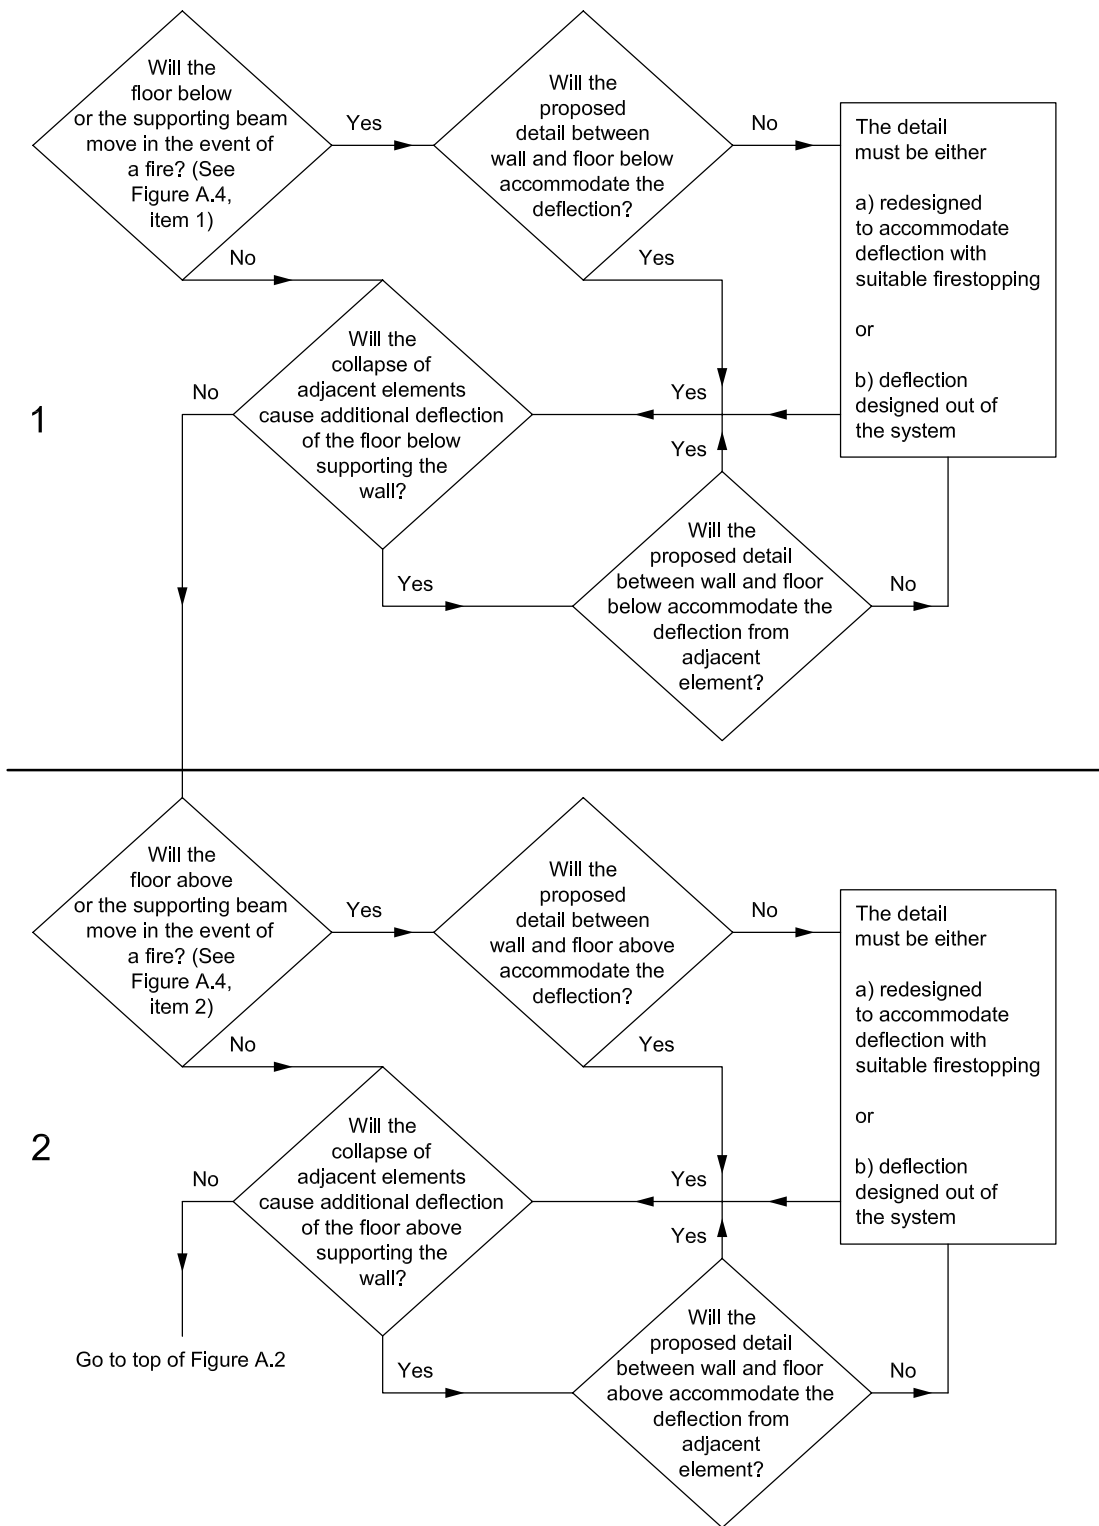 Will the
floor below
or the supporting beam
move in the event of
a fire? (See
Figure A.4,
item 1)
Yes
Will the
proposed
detail between
wall and floor below
accommodate the
deflection?
No
The detail
must be either
a) redesigned
to accommodate
deflection with
suitable firestopping
or
b) deflection
designed out of
the system
No
Yes
1
No
Will the
collapse of
adjacent elements
cause additional deflection
of the floor below
supporting the
wall?
Yes
Yes
Yes
Will the
proposed detail
between wall and floor
below accommodate the
deflection from
adjacent
element?
No
Will the
floor above
or the supporting beam
move in the event of
a fire? (See
Figure A.4,
item 2)
Yes
Will the
proposed
detail between
wall and floor above
accommodate the
deflection?
No
The detail
must be either
a) redesigned
to accommodate
deflection with
suitable firestopping
or
b) deflection
designed out of
the system
No
Yes
2
No
Will the
collapse of
adjacent elements
cause additional deflection
of the floor above
supporting the
wall?
Yes
Yes
Go to top of Figure A.2
Yes
Will the
proposed detail
between wall and floor
above accommodate the
deflection from
adjacent
element?
No